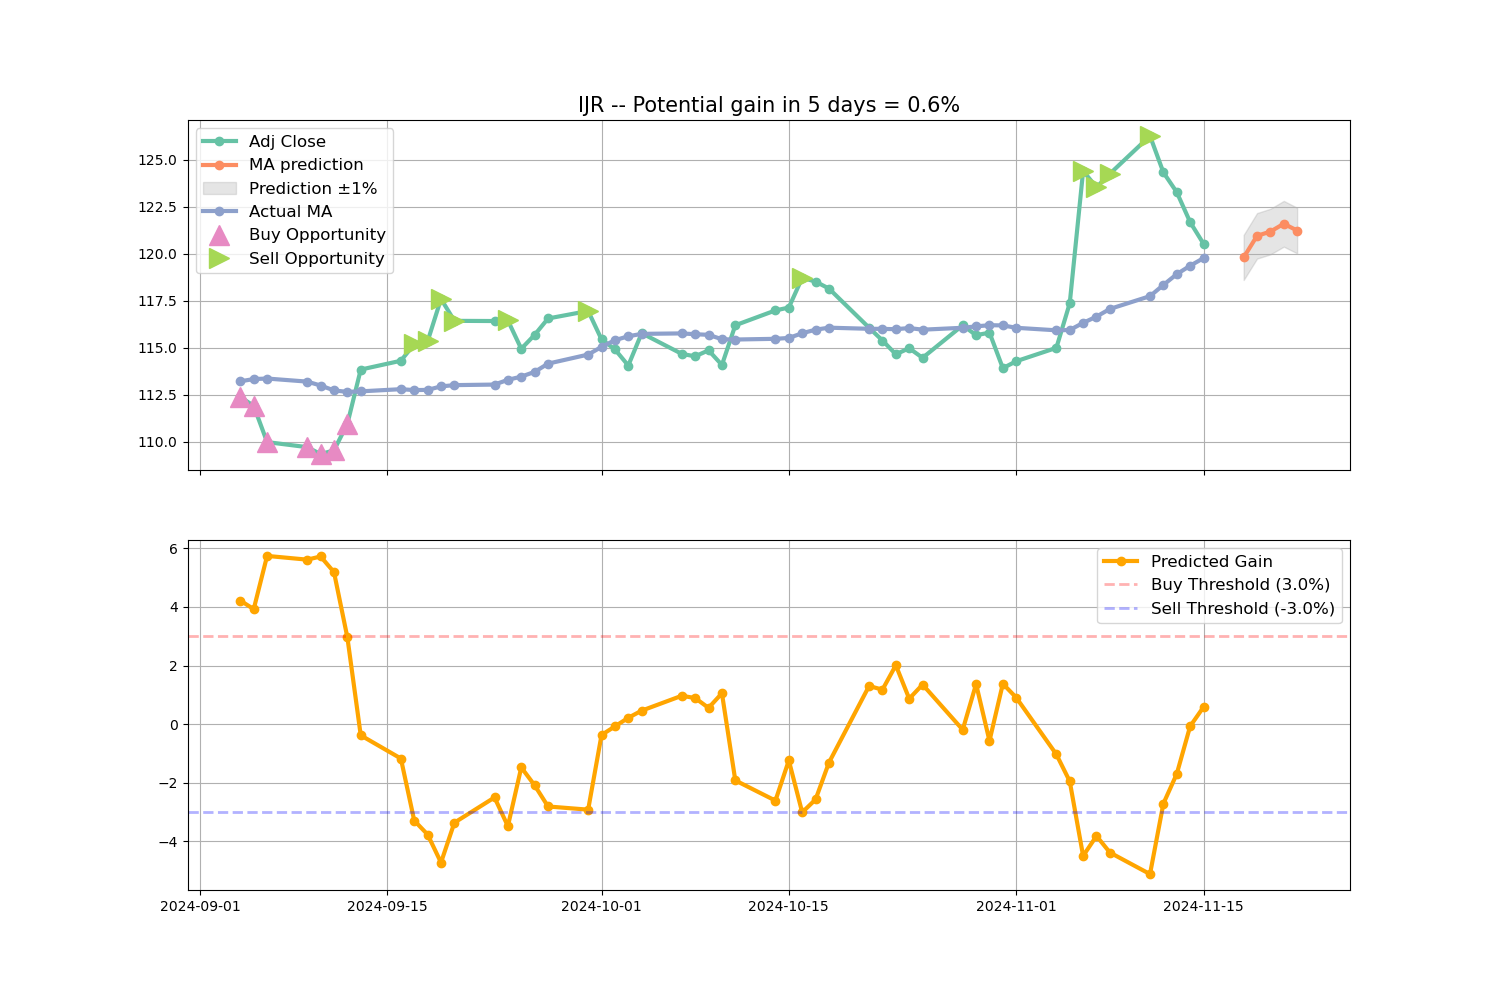 IJR -- Potential gain in 5 days = 0.6%
Adj Close
MA prediction
Prediction ±1%
Actual MA
Buy Opportunity
Sell Opportunity
125.0
122.5
120.0
117.5
115.0
112.5
110.0
Predicted Gain
Buy Threshold (3.0%)
Sell Threshold (-3.0%)
6
4
2
0
−2
−4
2024-09-01 2024-09-15 2024-10-01 2024-10-15 2024-11-01 2024-11-15